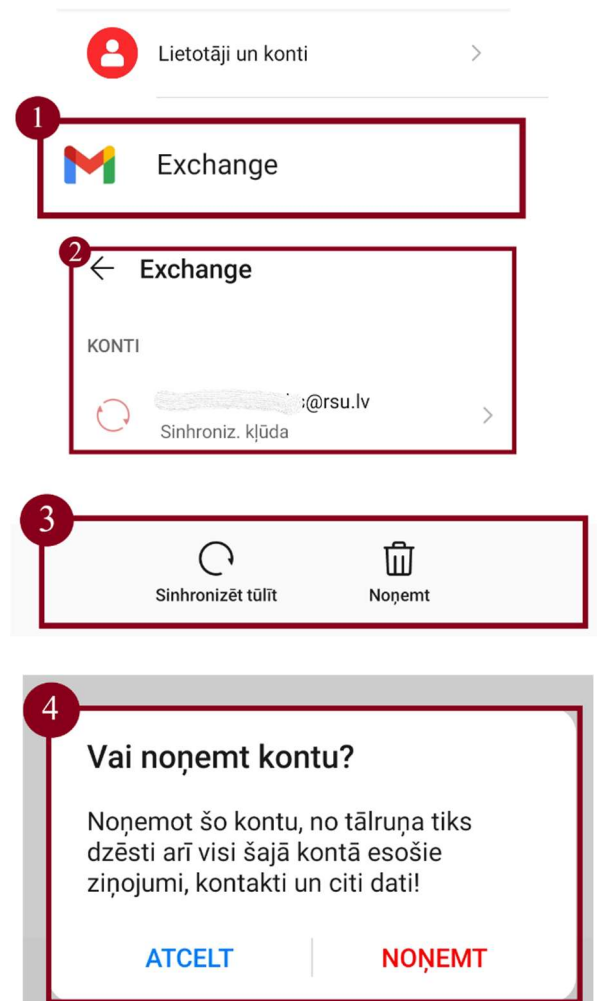 Lietotāji un konti
1
Exchange
2
Exchange
KONTI
@rsu.lv
Sinhroniz. kļūda
3
Sinhronizēt tūlīt Noņemt
4
Vai noņemt kontu?
Noņemot šo kontu, no tālruņa tiks
dzēsti arī visi šajā kontā esošie
ziņojumi, kontakti un citi dati!
ATCELT NOŅEMT